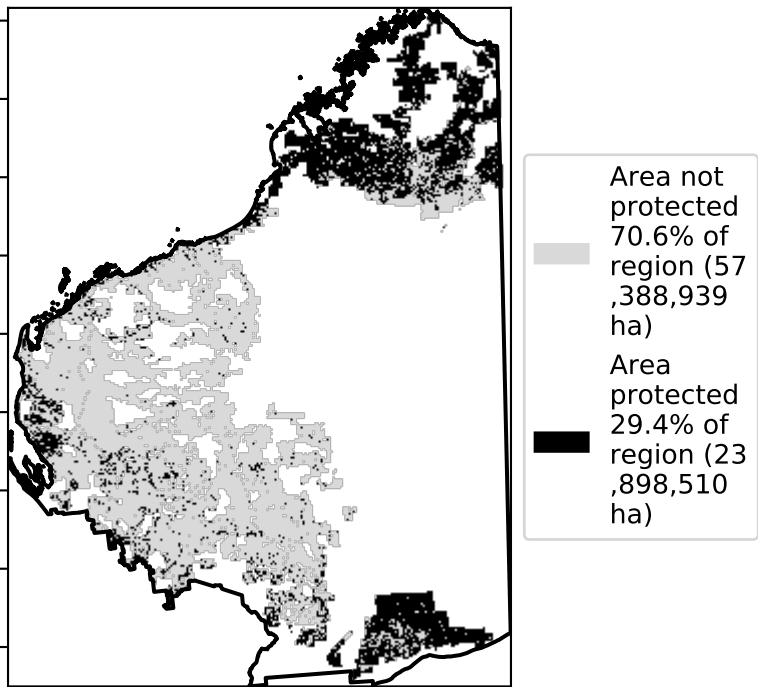 Area not
protected
70.6% of
region (57
,388,939
ha)
Area
protected
29.4% of
region (23
,898,510
ha)